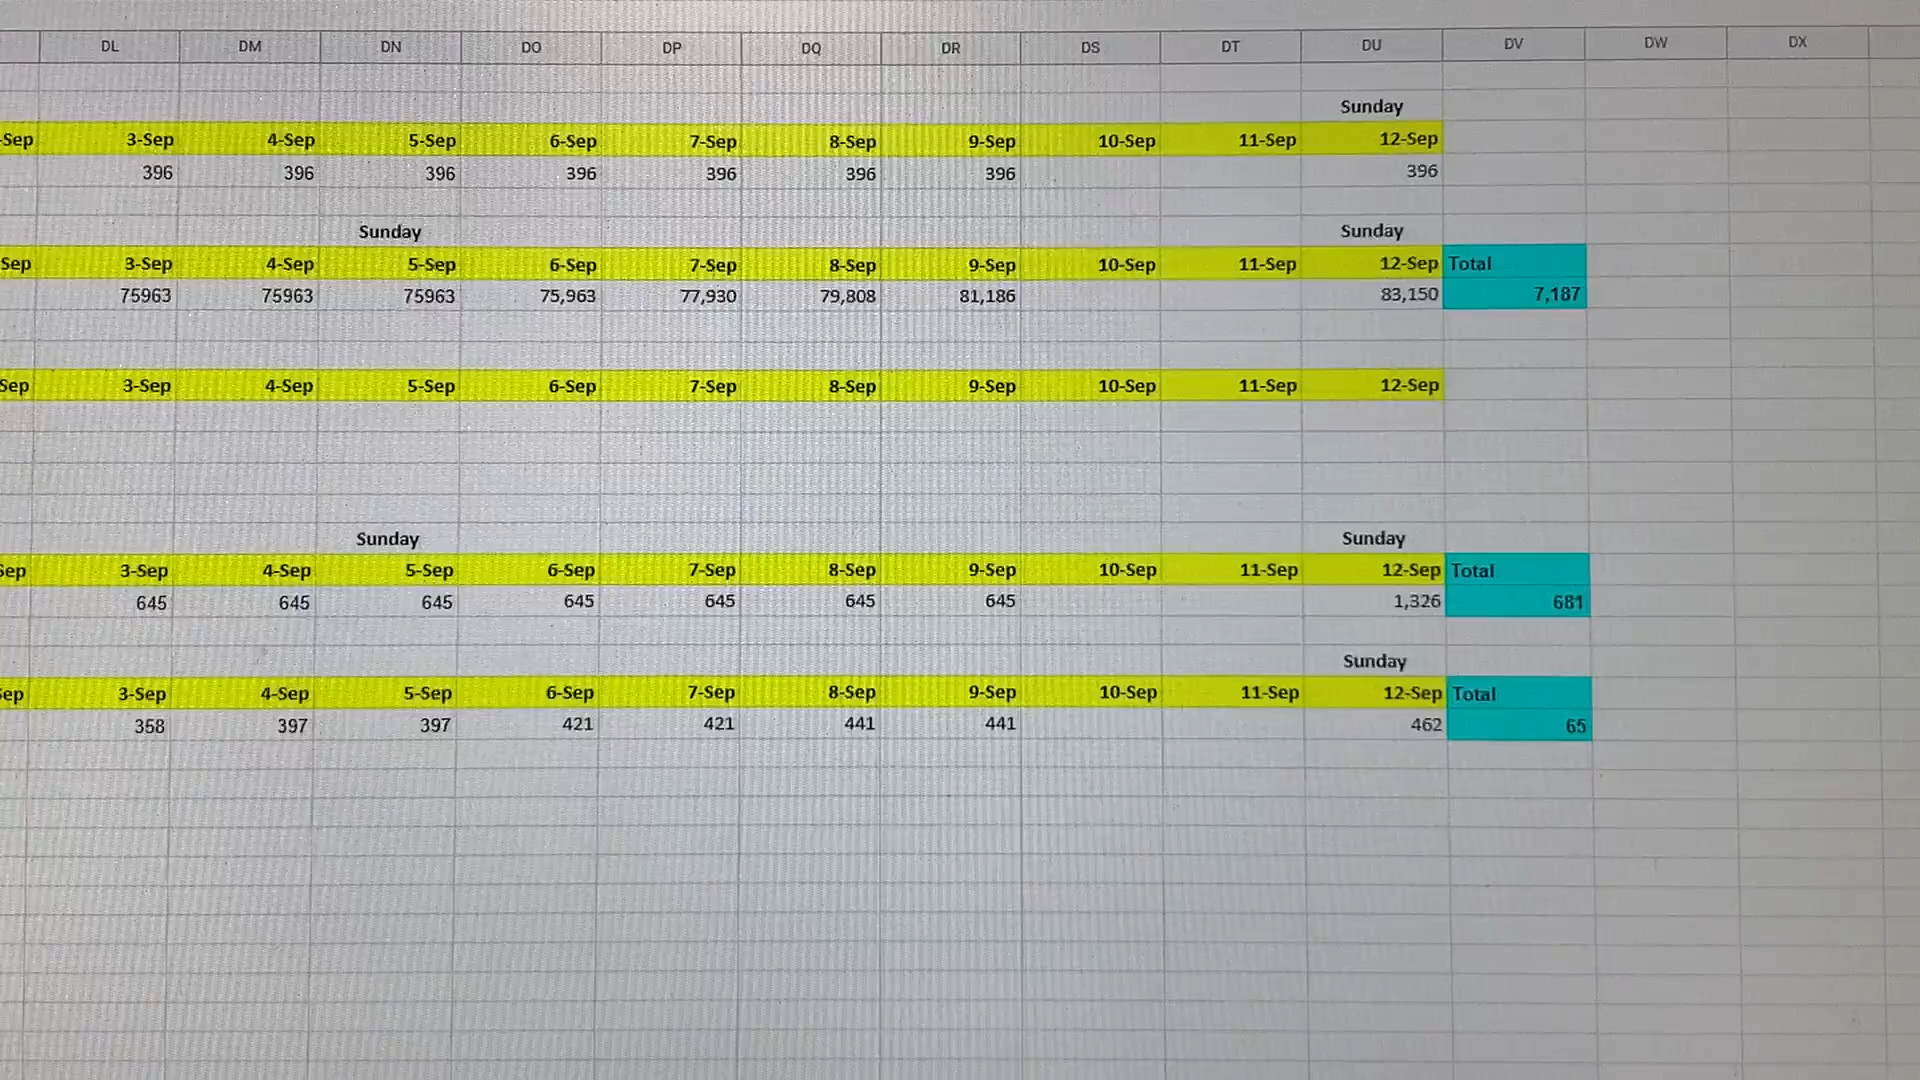 DL DM DN DO DP DQ DR DS DT DU DV DW DX
Sunday
-Sep 3-Sep 4-Sep 5-Sep 6-Sep 7-Sep 8-Sep 9-Sep 10-Sep 11-Sep 12-Sep
396 396 396 396 396 396 396 396
Sunday Sunday
Sep 3-Sep 4-Sep 5-Sep 6-Sep 7-Sep 8-Sep 9-Sep 10-Sep 11-Sep 12-Sep Total
75963 75963 75963 75,963 77,930 79,808 81,186 83,150 7,187
Sep 3-Sep 4-Sep 5-Sep 6-Sep 7-Sep 8-Sep 9-Sep 10-Sep 11-Sep 12-Sep
Sunday Sunday
Sep 3-Sep 4-Sep 5-Sep 6-Sep 7-Sep 8-Sep 9-Sep 10-Sep 11-Sep 12-Sep Total
645 645 645 645 645 645 645 1,326 681
Sunday
ep 3-Sep 4-Sep 5-Sep 6-Sep 7-Sep 8-Sep 9-Sep 10-Sep 11-Sep 12-Sep Total
358 397 397 421 421 441 441 462 65